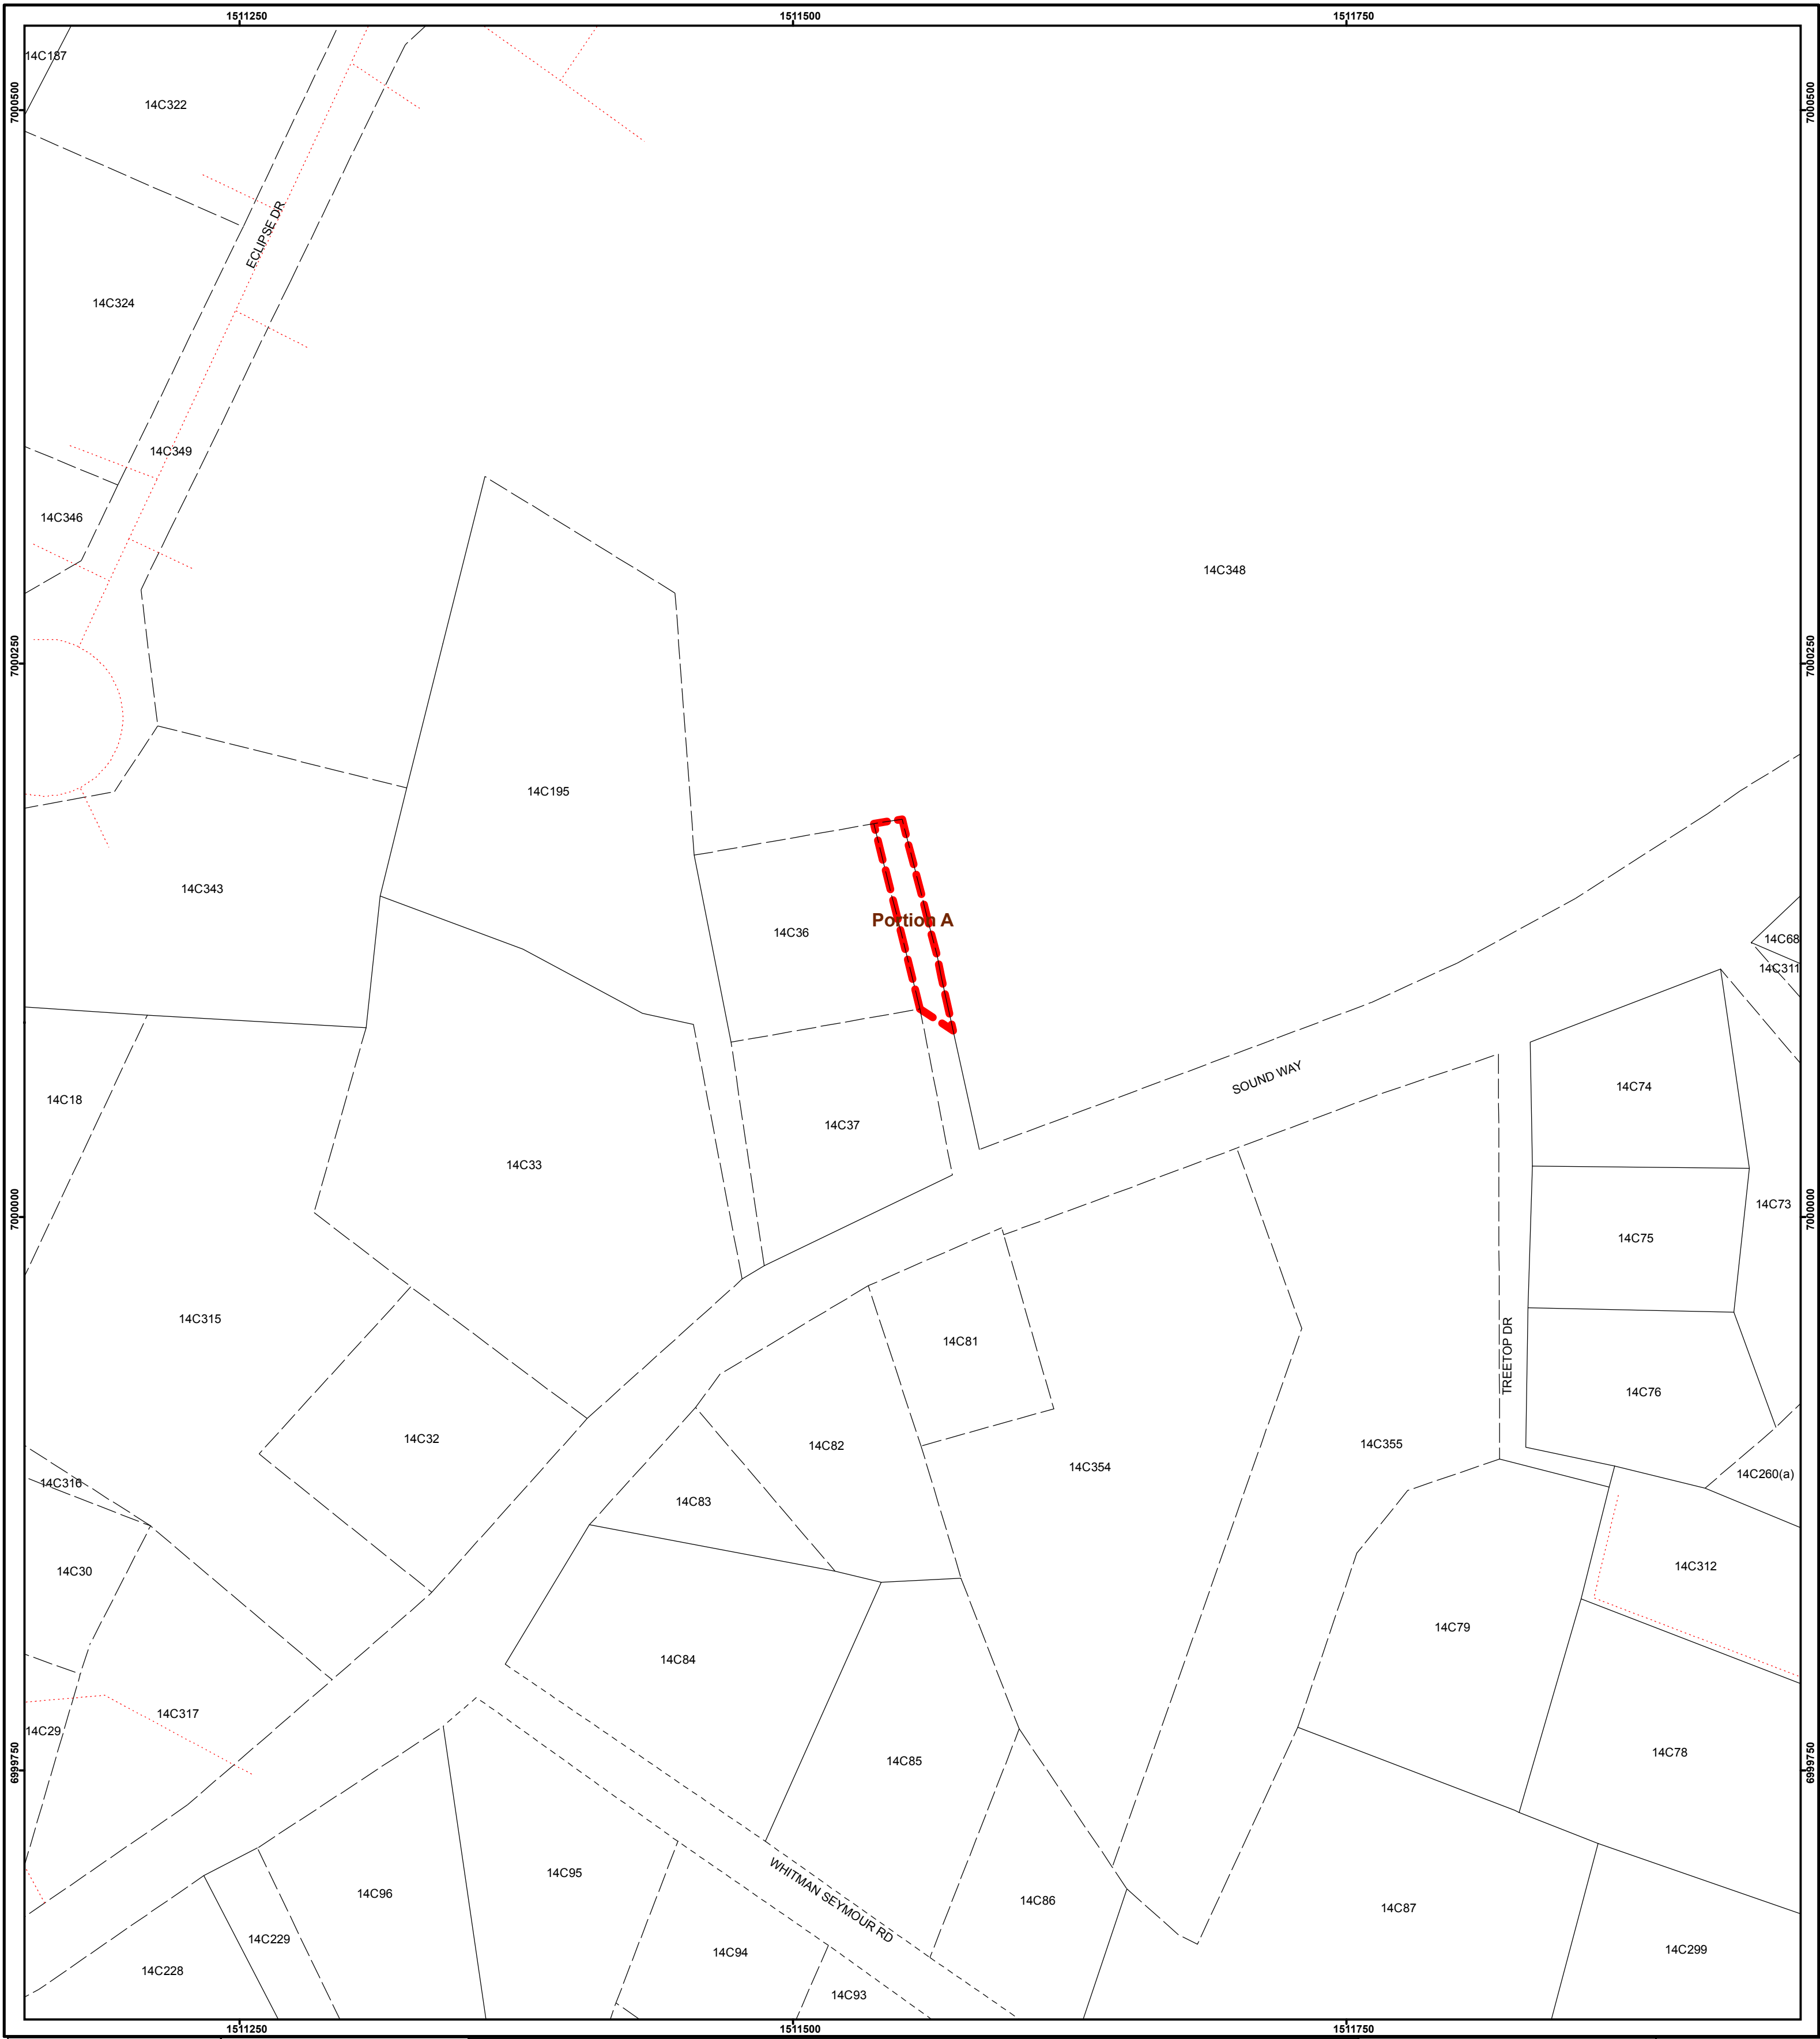 1511250
1511500
1511750
14C187
7000500
7000500
14C322
ECLIPSE DR
14C324
14C349
14C346
14C348
7000250
7000250
14C195
14C343
14C36
Portion A
14C68
14C311
14C18
SOUND WAY
14C74
14C37
14C33
7000000
7000000
14C73
14C75
14C315
14C81
TREETOP DR
14C76
14C32
14C82
14C355
14C354
14C260(a)
14C316
14C83
14C30
14C312
14C79
14C84
14C317
14C29
14C78
14C85
6999750
6999750
14C95
14C96
WHITMAN SEYMOUR RD
14C86
14C87
14C229
14C94
14C299
14C228
14C93
1511250
1511500
1511750